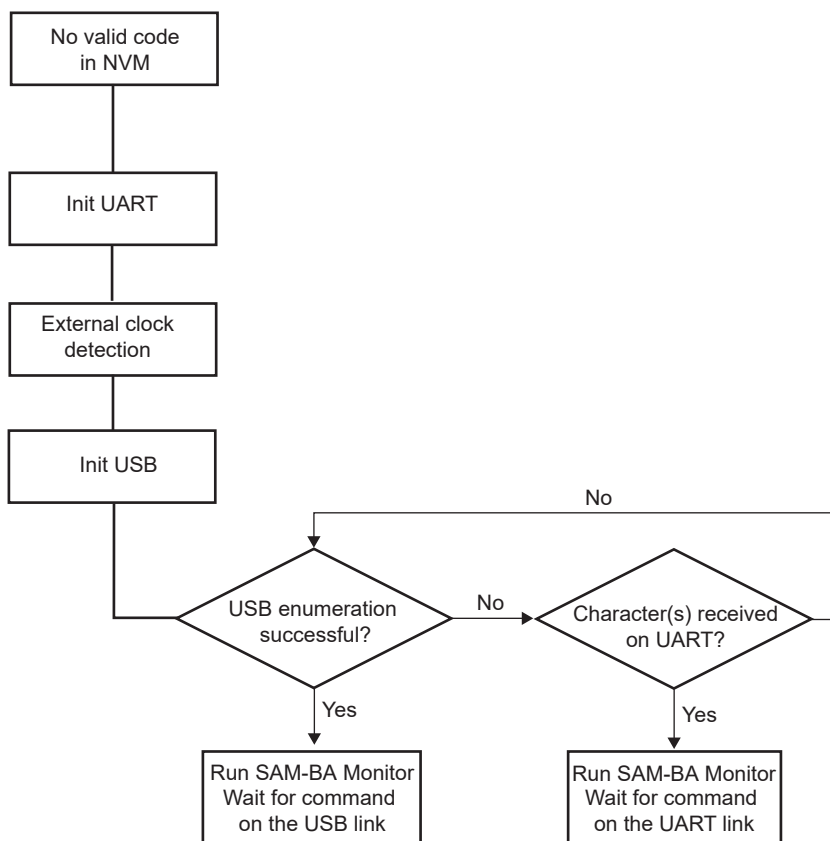 No valid code
in NVM
Init UART
External clock
detection
Init USB
No
USB enumeration
successful?
No
Character(s) received
on UART?
Yes
Yes
Run SAM-BA Monitor
Wait for command
on the USB link
Run SAM-BA Monitor
Wait for command
on the UART link